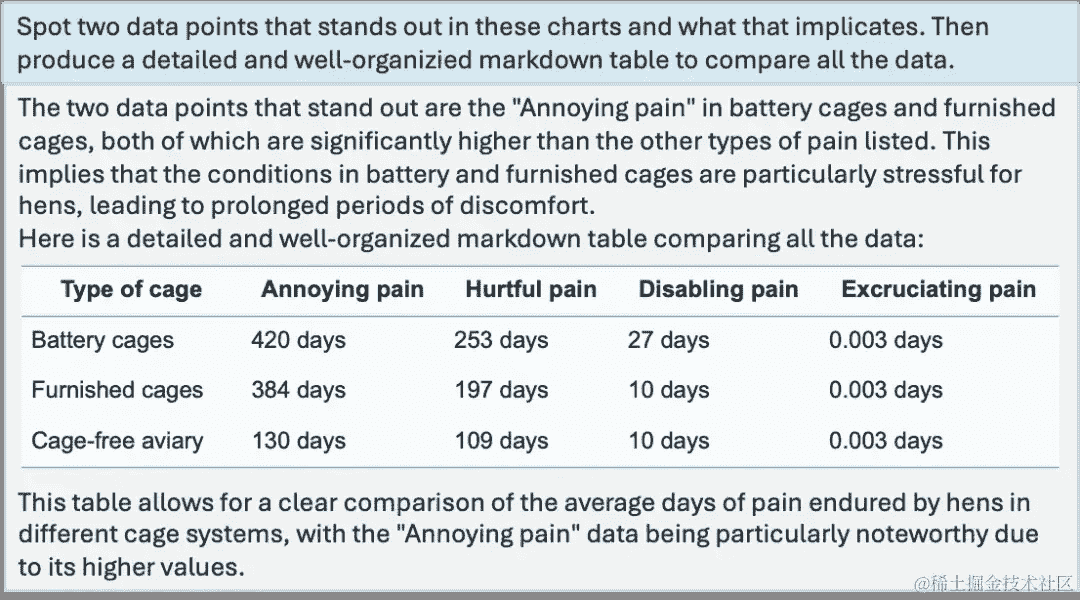 Spot two data points that stands out in these charts and what that implicates. Then
produce a detailed and well-organizied markdown table to compare all the data.
The two data points that stand out are the "Annoying pain" in battery cages and furnished
cages, both of which are significantly higher than the other types of pain listed. This
implies that the conditions in battery and furnished cages are particularly stressful for
hens, leading to prolonged periods of discomfort.
Here is a detailed and well-organized markdown table comparing all the data:
Type of cage Annoying pain Hurtful pain Disabling pain Excruciating pain
Battery cages 420 days 253 days 27 days 0.003 days
Furnished cages 384 days 197 days 10 days 0.003 days
Cage-free aviary 130 days 109 days 10 days 0.003 days
This table allows for a clear comparison of the average days of pain endured by hens in
different cage systems, with the "Annoying pain" data being particularly noteworthy due
to its higher values.
@稀土掘金技术社区